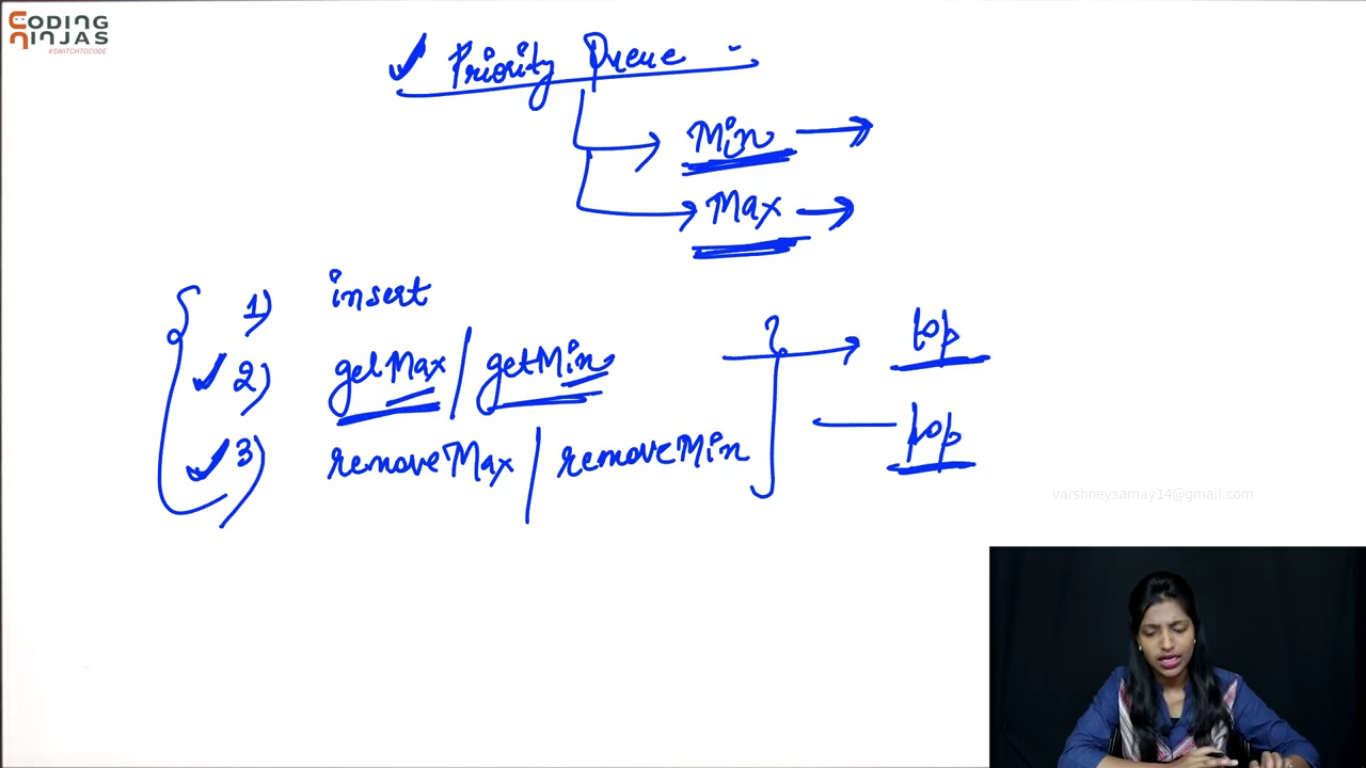 CODING
NINJAS
#SWITCHTOCODE
Priority Queue :-
Min
Max
1) insert
2) getMax / getMin
top
3) removeMax / removeMin
pop
varshneysamay14@gmail.com